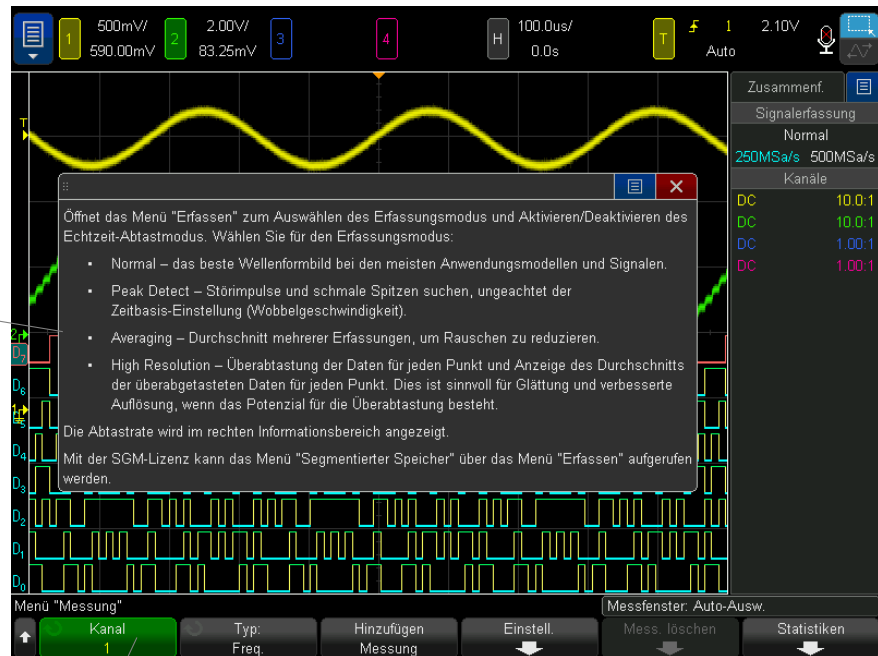 1 500mV/ 590.00mV
2 2.00V/ 83.25mV
3
4
H 100.0us/ 0.0s
T 1 2.10V Auto
Zusammenf.
Signalerfassung
Normal
250MSa/s 500MSa/s
Kanäle
DC 10.0:1
DC 10.0:1
DC 1.00:1
DC 1.00:1
T
Öffnet das Menü "Erfassen" zum Auswählen des Erfassungsmodus und Aktivieren/Deaktivieren des
Echtzeit-Abtastmodus. Wählen Sie für den Erfassungsmodus:
• Normal – das beste Wellenformbild bei den meisten Anwendungsmodellen und Signalen.
• Peak Detect – Störimpulse und schmale Spitzen suchen, ungeachtet der
Zeitbasis-Einstellung (Wobbelgeschwindigkeit).
• Averaging – Durchschnitt mehrerer Erfassungen, um Rauschen zu reduzieren.
• High Resolution – Überabtastung der Daten für jeden Punkt und Anzeige des Durchschnitts
der überabgetasteten Daten für jeden Punkt. Dies ist sinnvoll für Glättung und verbesserte
Auflösung, wenn das Potenzial für die Überabtastung besteht.
Die Abtastrate wird im rechten Informationsbereich angezeigt.
Mit der SGM-Lizenz kann das Menü "Segmentierter Speicher" über das Menü "Erfassen" aufgerufen
werden.
2
D7
D6
D4
D3
D2
D1
D0
Menü "Messung"
Messfenster: Auto-Ausw.
Kanal
1
Typ:
Freq.
Hinzufügen
Messung
Einstell.
Mess. löschen
Statistiken